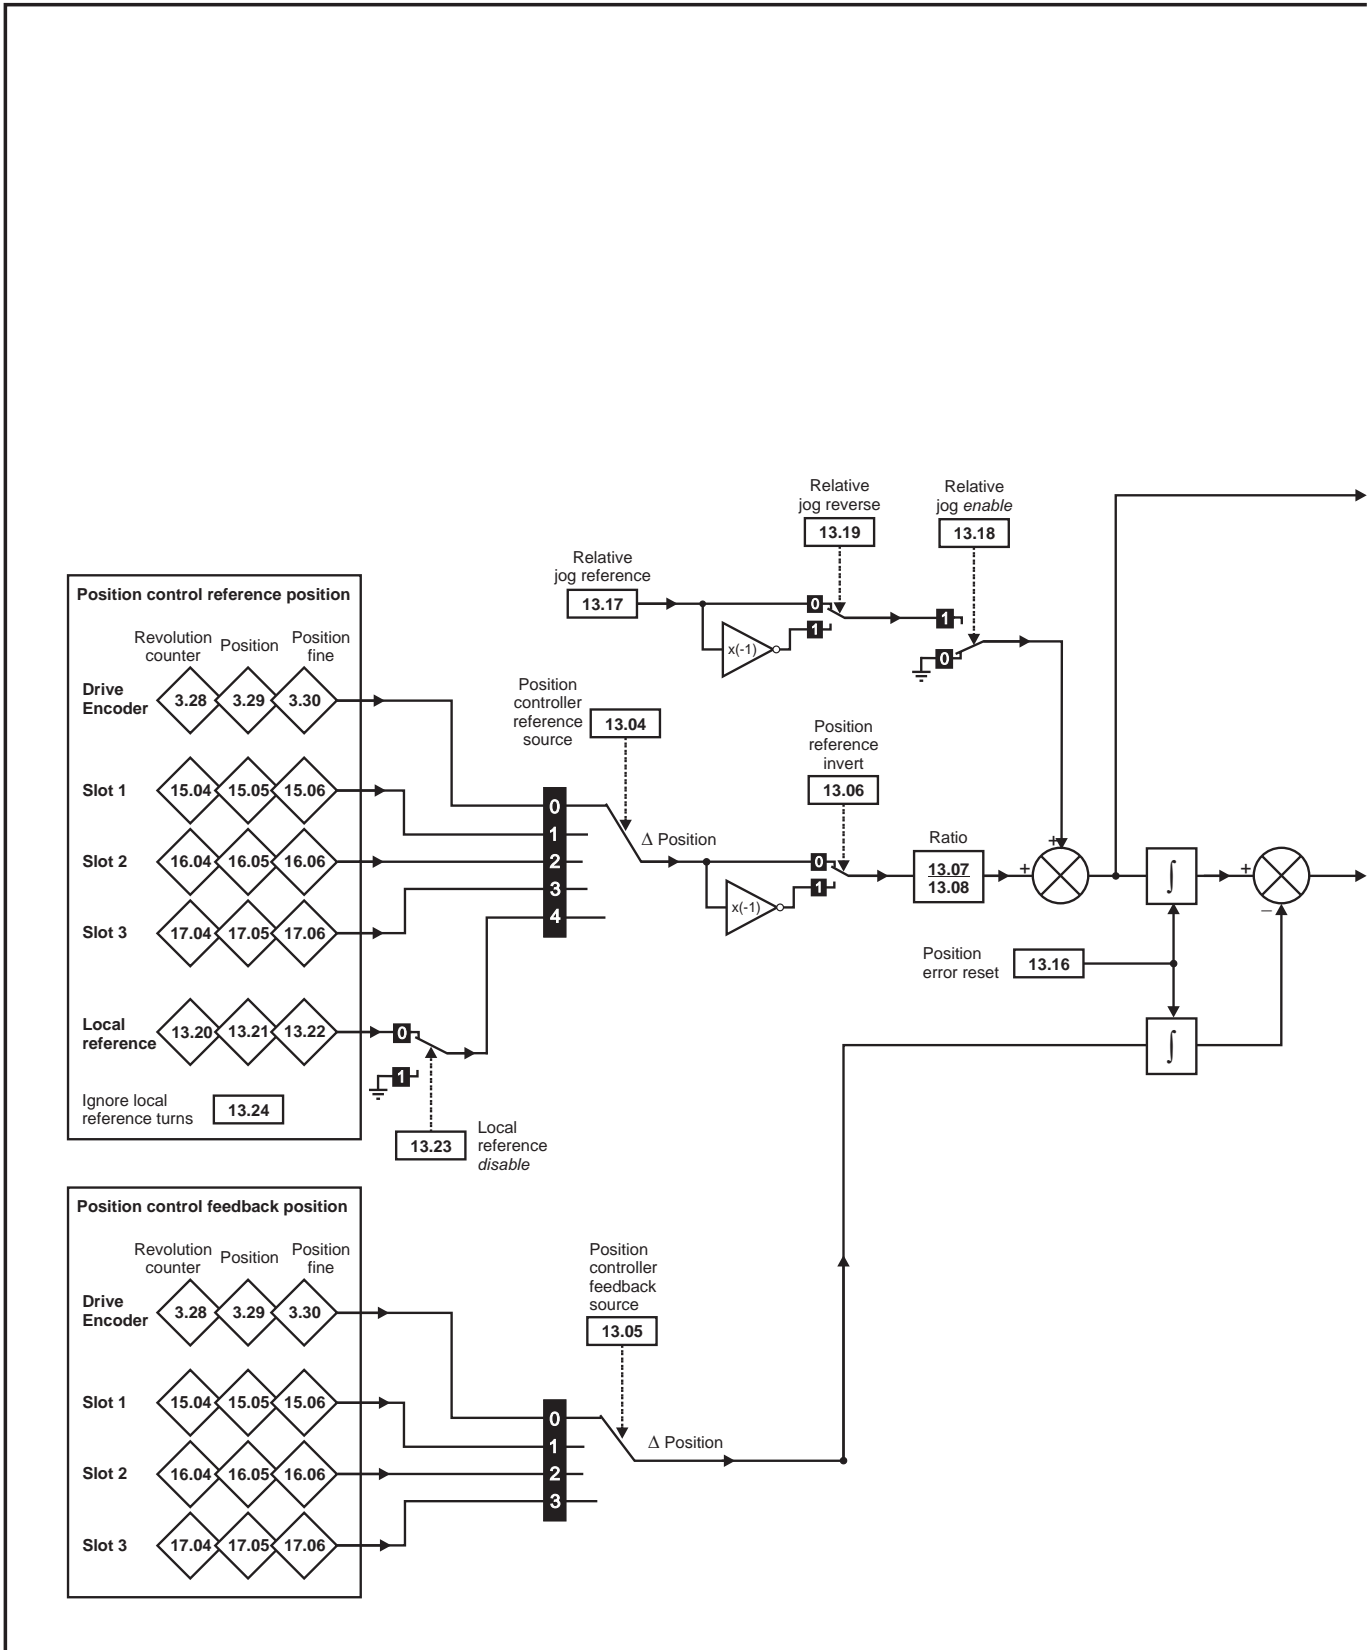 Relative
jog reverse
13.19
Relative
jog enable
13.18
Relative
jog reference
13.17
0
1
x(-1)
1
0
Position control reference position
Revolution
counter
Position
Position
fine
Drive
Encoder
3.28
3.29
3.30
Slot 1
15.04
15.05
15.06
Slot 2
16.04
16.05
16.06
Slot 3
17.04
17.05
17.06
Local
reference
13.20
13.21
13.22
Ignore local
reference turns
13.24
0
1
13.23
Local
reference
disable
Position
controller
reference
source
13.04
0
1
2
3
4
Δ Position
x(-1)
Position
reference
invert
13.06
0
1
Ratio
13.07
13.08
+
+
∫
+
−
Position
error reset
13.16
∫
Position control feedback position
Revolution
counter
Position
Position
fine
Drive
Encoder
3.28
3.29
3.30
Slot 1
15.04
15.05
15.06
Slot 2
16.04
16.05
16.06
Slot 3
17.04
17.05
17.06
Position
controller
feedback
source
13.05
0
1
2
3
Δ Position